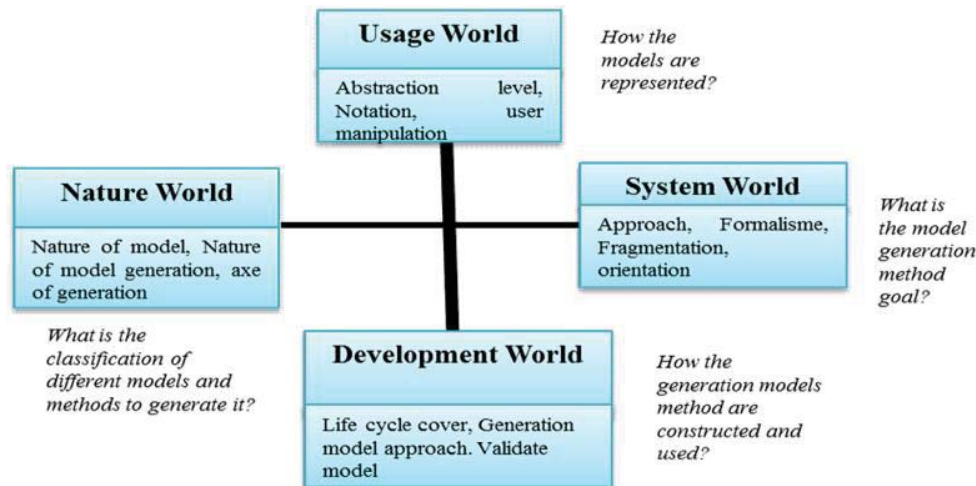 Usage World
Abstraction level,
Notation, user
manipulation
How the
models are
represented?
Nature World
Nature of model, Nature
of model generation, axe
of generation
What is the
classification of
different models and
methods to generate it?
System World
Approach, Formalisme,
Fragmentation,
orientation
What is
the model
generation
method
goal?
Development World
Life cycle cover, Generation
model approach. Validate
model
How the
generation models
method are
constructed and
used?